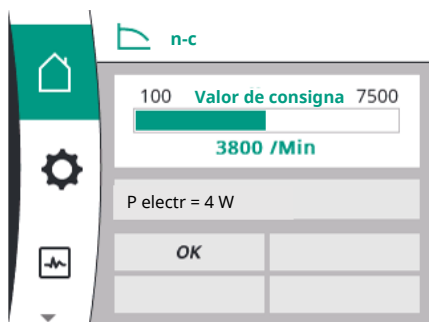 n-c
100 Valor de consigna 7500
3800 /Min
P electr = 4 W
OK